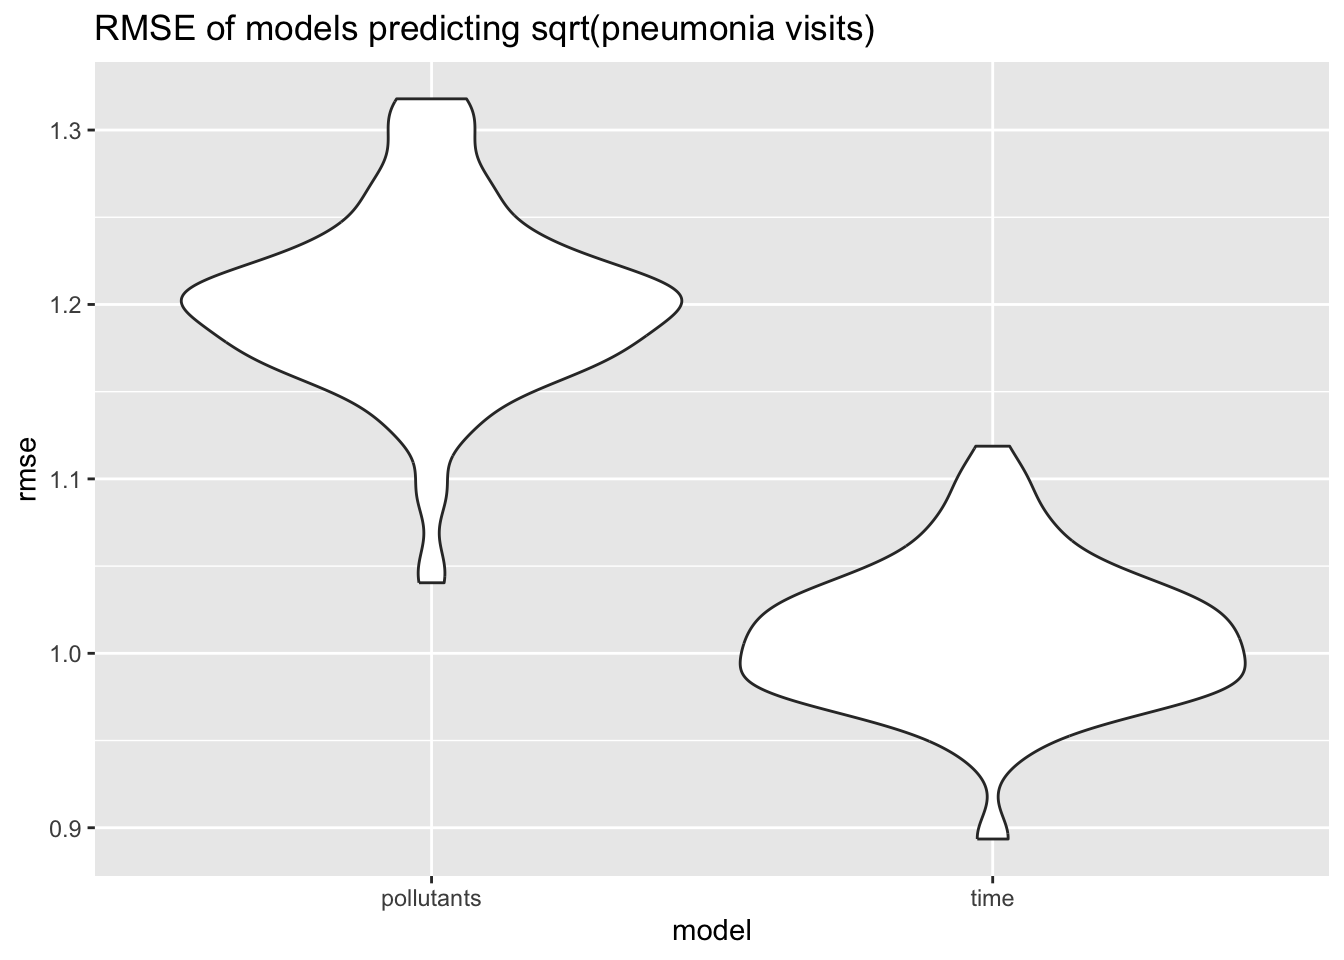 RMSE of models predicting sqrt(pneumonia visits)
1.3
1.2
1.1
1.0
0.9
rmse
pollutants
time
model